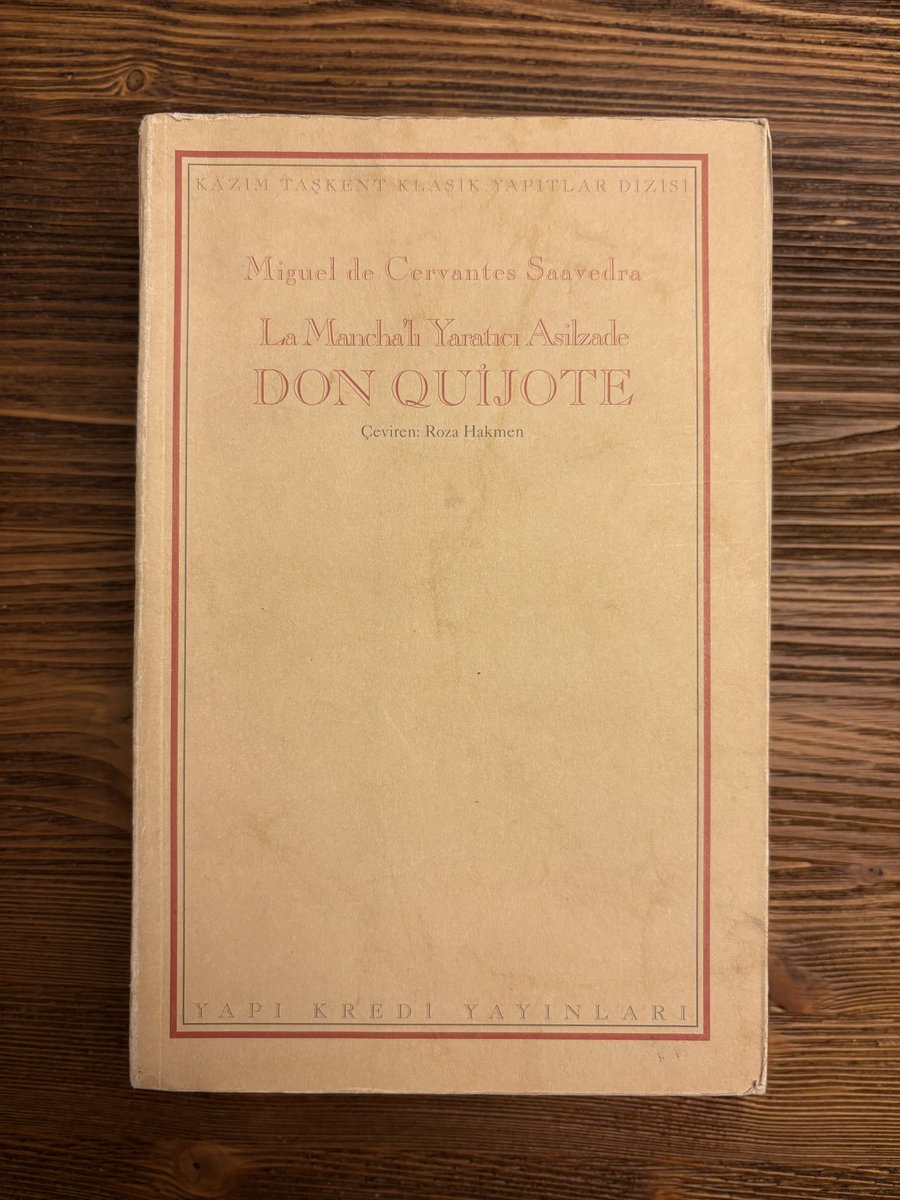 KÂZIM TAŞKENT KLASİK YAPITLAR DİZİSİ
Miguel de Cervantes Saavedra
La Mancha'lı Yaratıcı Asilzade
DON QUİJOTE
Çeviren: Roza Hakmen
YAPI KREDİ YAYINLARI